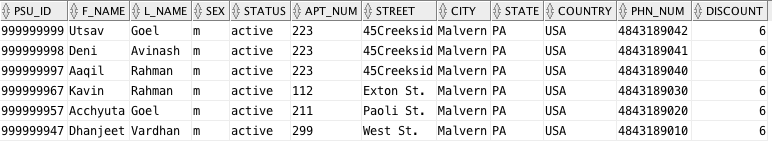 PSU_ID F_NAME L_NAME SEX STATUS APT_NUM STREET CITY STATE COUNTRY PHN_NUM DISCOUNT
999999999 Utsav Goel m active 223 45Creeksid Malvern PA USA 4843189042 6
999999998 Deni Avinash m active 223 45Creeksid Malvern PA USA 4843189041 6
999999997 Aaqil Rahman m active 223 45Creeksid Malvern PA USA 4843189040 6
999999967 Kavin Rahman m active 112 Exton St. Malvern PA USA 4843189030 6
999999957 Acchyuta Goel m active 211 Paoli St. Malvern PA USA 4843189020 6
999999947 Dhanjeet Vardhan m active 299 West St. Malvern PA USA 4843189010 6